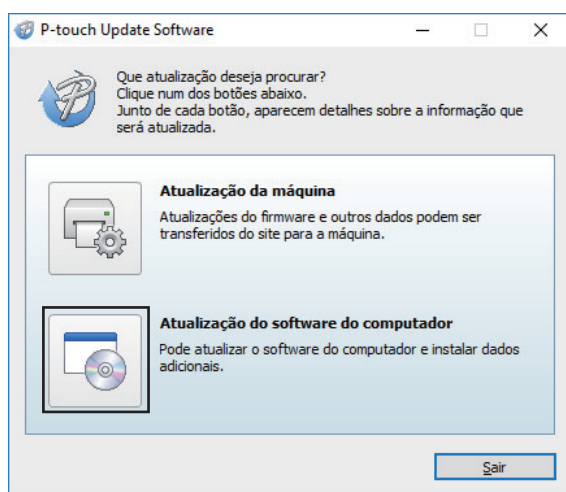 P-touch Update Software
Que atualização deseja procurar?
Clique num dos botões abaixo.
Junto de cada botão, aparecem detalhes sobre a informação que
será atualizada.
Atualização da máquina
Atualizações do firmware e outros dados podem ser
transferidos do site para a máquina.
Atualização do software do computador
Pode atualizar o software do computador e instalar dados
adicionais.
Sair